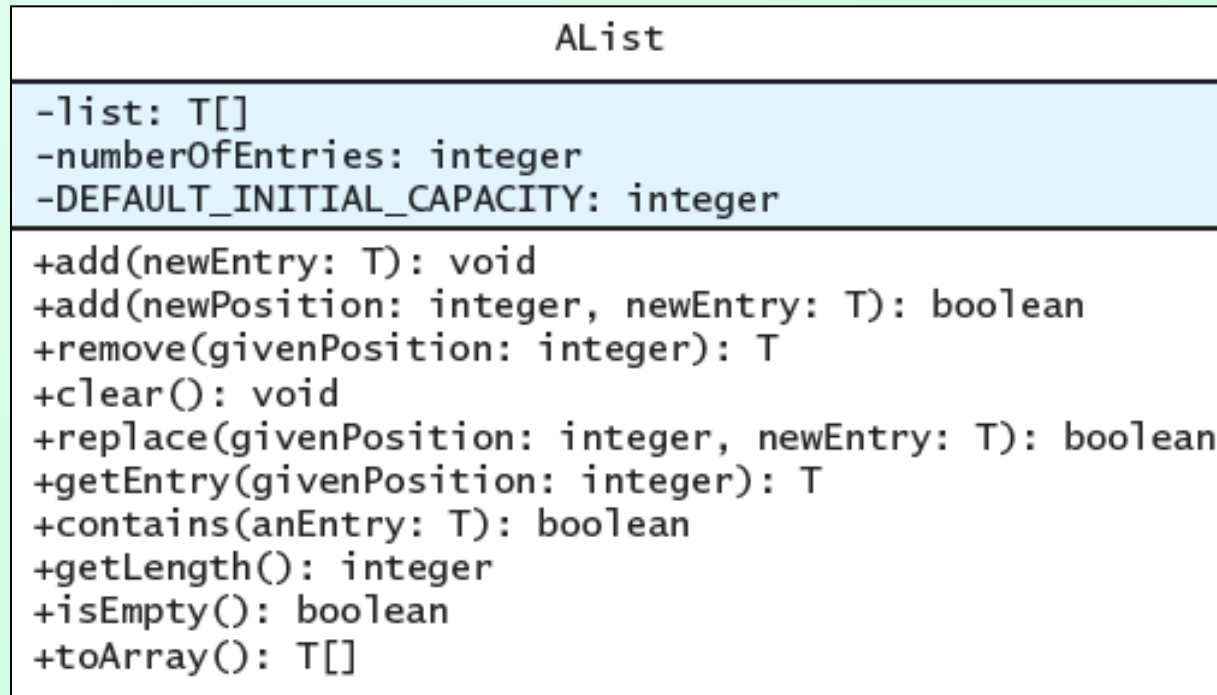 AList
-list: T[]
-numberOfEntries: integer
-DEFAULT_INITIAL_CAPACITY: integer
+add(newEntry: T): void
+add(newPosition: integer, newEntry: T): boolean
+remove(givenPosition: integer): T
+clear(): void
+replace(givenPosition: integer, newEntry: T): boolean
+getEntry(givenPosition: integer): T
+contains(anEntry: T): boolean
+getLength(): integer
+isEmpty(): boolean
+toArray(): T[]